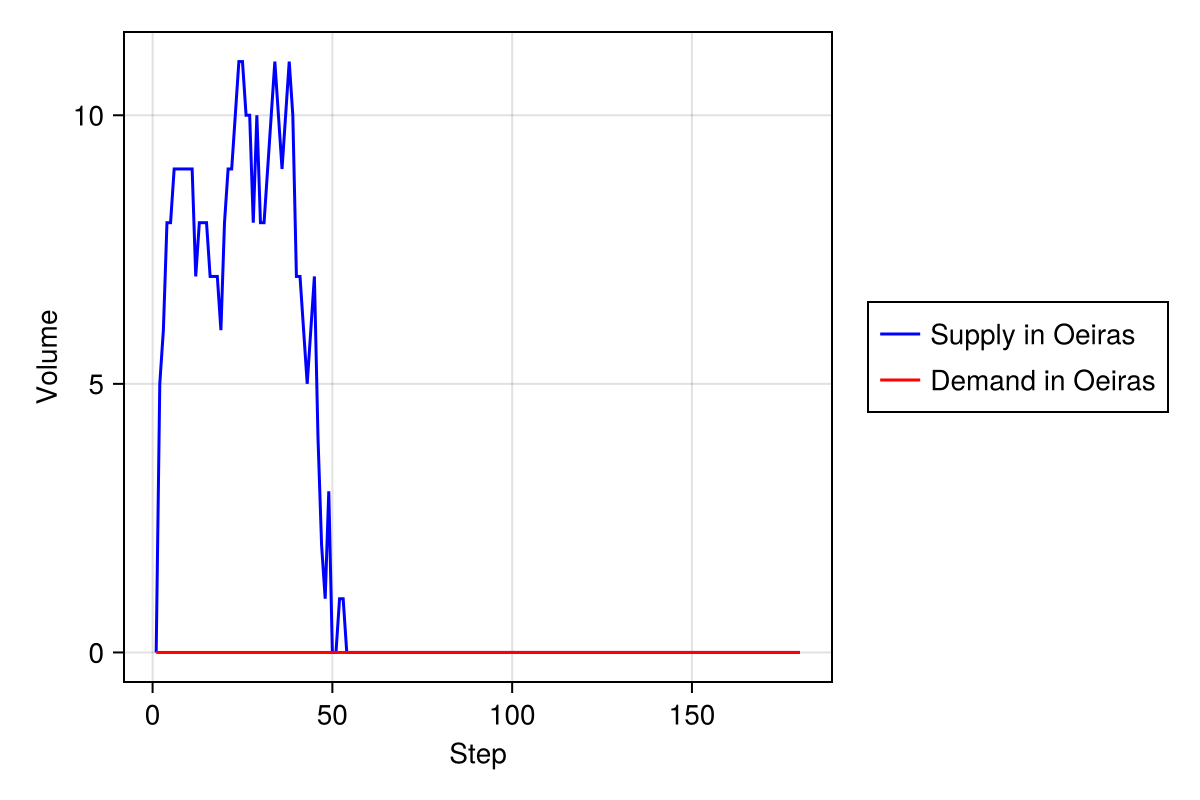 10
5
0
Volume
0 50 100 150
Step
Supply in Oeiras
Demand in Oeiras